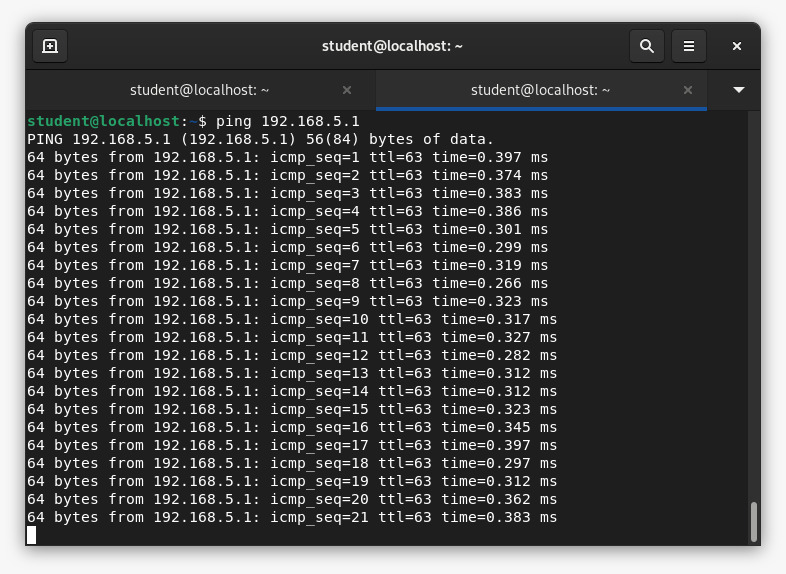 student@localhost: ~
student@localhost: ~
student@localhost: ~
student@localhost:~$ ping 192.168.5.1
PING 192.168.5.1 (192.168.5.1) 56(84) bytes of data.
64 bytes from 192.168.5.1: icmp_seq=1 ttl=63 time=0.397 ms
64 bytes from 192.168.5.1: icmp_seq=2 ttl=63 time=0.374 ms
64 bytes from 192.168.5.1: icmp_seq=3 ttl=63 time=0.383 ms
64 bytes from 192.168.5.1: icmp_seq=4 ttl=63 time=0.386 ms
64 bytes from 192.168.5.1: icmp_seq=5 ttl=63 time=0.301 ms
64 bytes from 192.168.5.1: icmp_seq=6 ttl=63 time=0.299 ms
64 bytes from 192.168.5.1: icmp_seq=7 ttl=63 time=0.319 ms
64 bytes from 192.168.5.1: icmp_seq=8 ttl=63 time=0.266 ms
64 bytes from 192.168.5.1: icmp_seq=9 ttl=63 time=0.323 ms
64 bytes from 192.168.5.1: icmp_seq=10 ttl=63 time=0.317 ms
64 bytes from 192.168.5.1: icmp_seq=11 ttl=63 time=0.327 ms
64 bytes from 192.168.5.1: icmp_seq=12 ttl=63 time=0.282 ms
64 bytes from 192.168.5.1: icmp_seq=13 ttl=63 time=0.312 ms
64 bytes from 192.168.5.1: icmp_seq=14 ttl=63 time=0.312 ms
64 bytes from 192.168.5.1: icmp_seq=15 ttl=63 time=0.323 ms
64 bytes from 192.168.5.1: icmp_seq=16 ttl=63 time=0.345 ms
64 bytes from 192.168.5.1: icmp_seq=17 ttl=63 time=0.397 ms
64 bytes from 192.168.5.1: icmp_seq=18 ttl=63 time=0.297 ms
64 bytes from 192.168.5.1: icmp_seq=19 ttl=63 time=0.312 ms
64 bytes from 192.168.5.1: icmp_seq=20 ttl=63 time=0.362 ms
64 bytes from 192.168.5.1: icmp_seq=21 ttl=63 time=0.383 ms